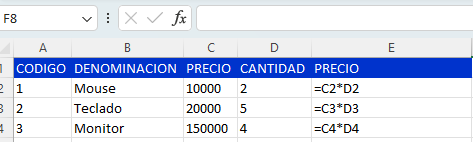 F8 fx
A B C D E
1 CODIGO DENOMINACION PRECIO CANTIDAD PRECIO
2 1 Mouse 10000 2 =C2*D2
3 2 Teclado 20000 5 =C3*D3
4 3 Monitor 150000 4 =C4*D4